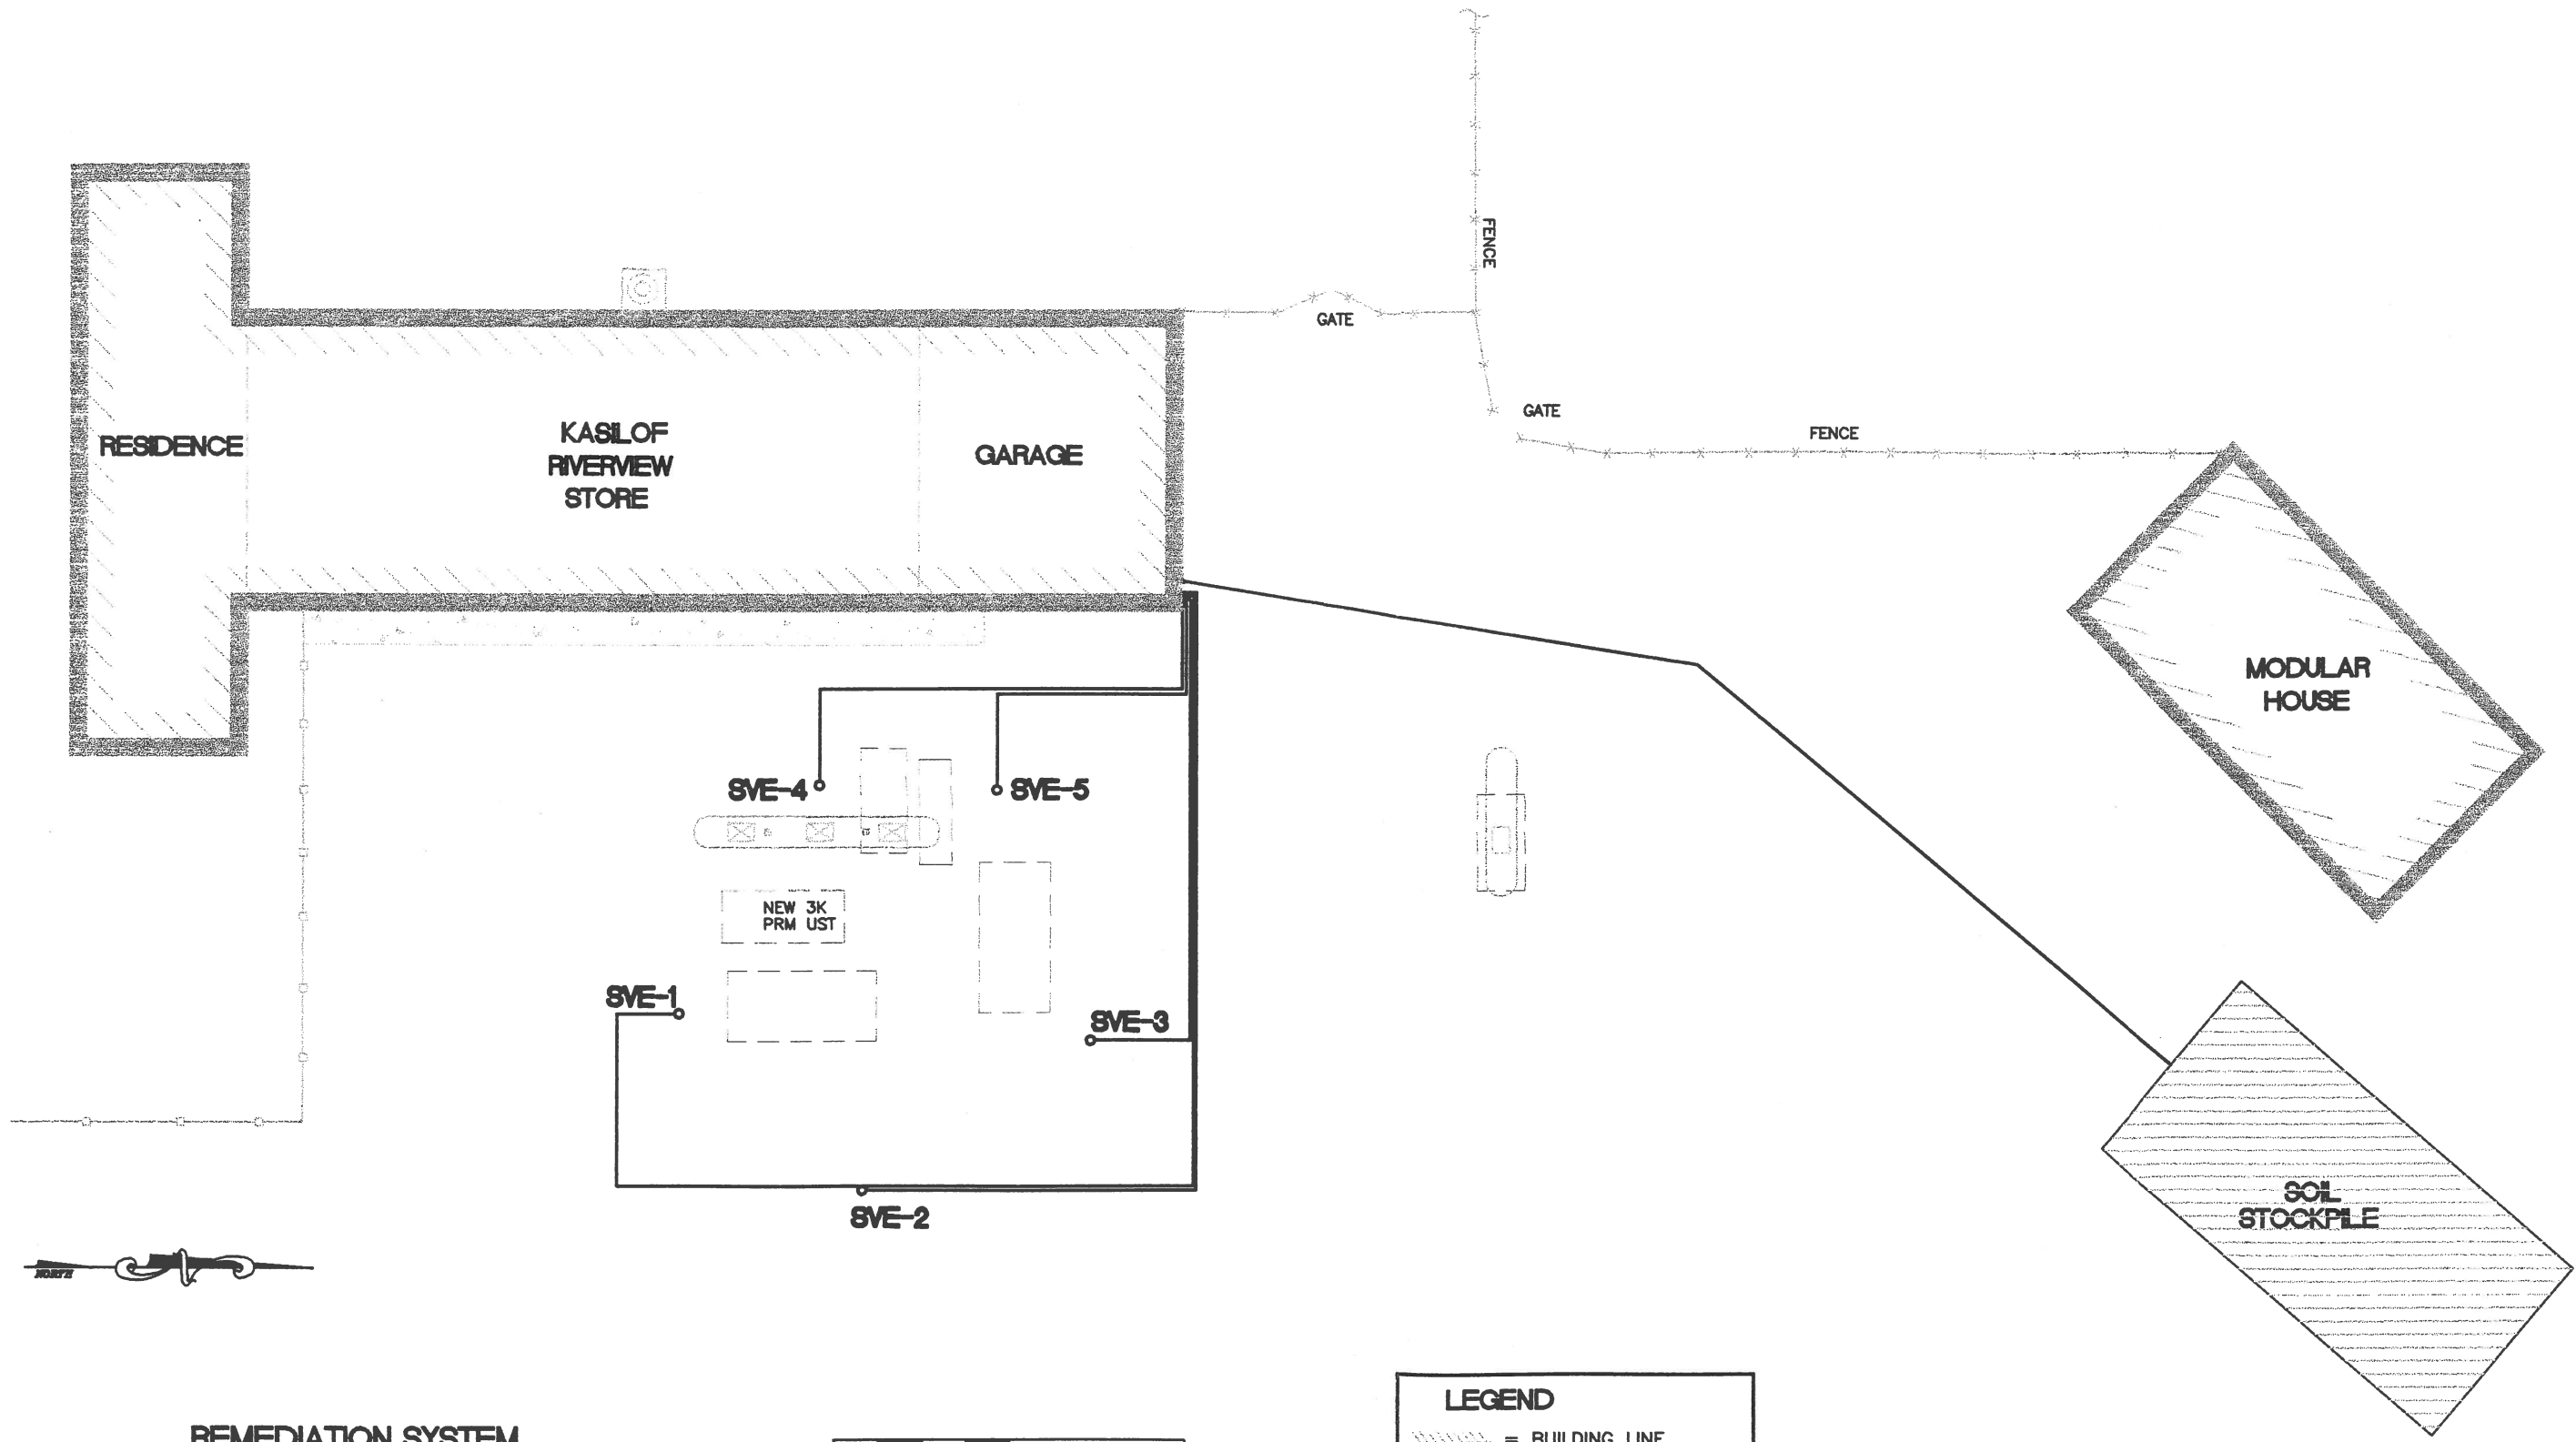 FENCE
GATE
GATE
FENCE
RESIDENCE
KASILOF
RIVERVIEW
STORE
GARAGE
MODULAR
HOUSE
SVE-4
SVE-5
NEW 3K
PRM UST
SVE-1
SVE-3
SVE-2
SOIL
STOCKPILE
NORTH
LEGEND
= BUILDING LINE
REMEDIATION SYSTEM